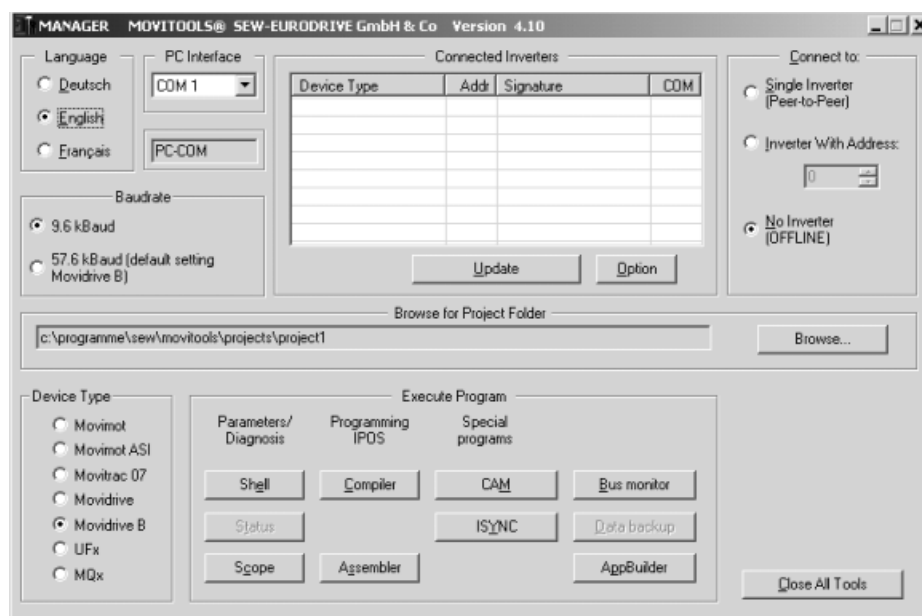 MANAGER MOVITOOLS® SEW-EURODRIVE GmbH & Co Version 4.10
Language
Deutsch
English
Français
PC Interface
COM 1
PC-COM
Baudrate
9.6 kBaud
57.6 kBaud (default setting
Movidrive B)
Connected Inverters
Device Type Addr Signature COM
Update Option
Connect to:
Single Inverter
(Peer-to-Peer)
Inverter With Address:
0
No Inverter
(OFFLINE)
Browse for Project Folder
c:\programme\sew\movitools\projects\project1
Browse...
Device Type
Movimot
Movimot ASI
Movitrac 07
Movidrive
Movidrive B
UFx
MQx
Execute Program
Parameters/
Diagnosis
Programming
IPOS
Special
programs
Shell Compiler CAM Bus monitor
Status ISYNC Data backup
Scope Assembler AppBuilder
Close All Tools